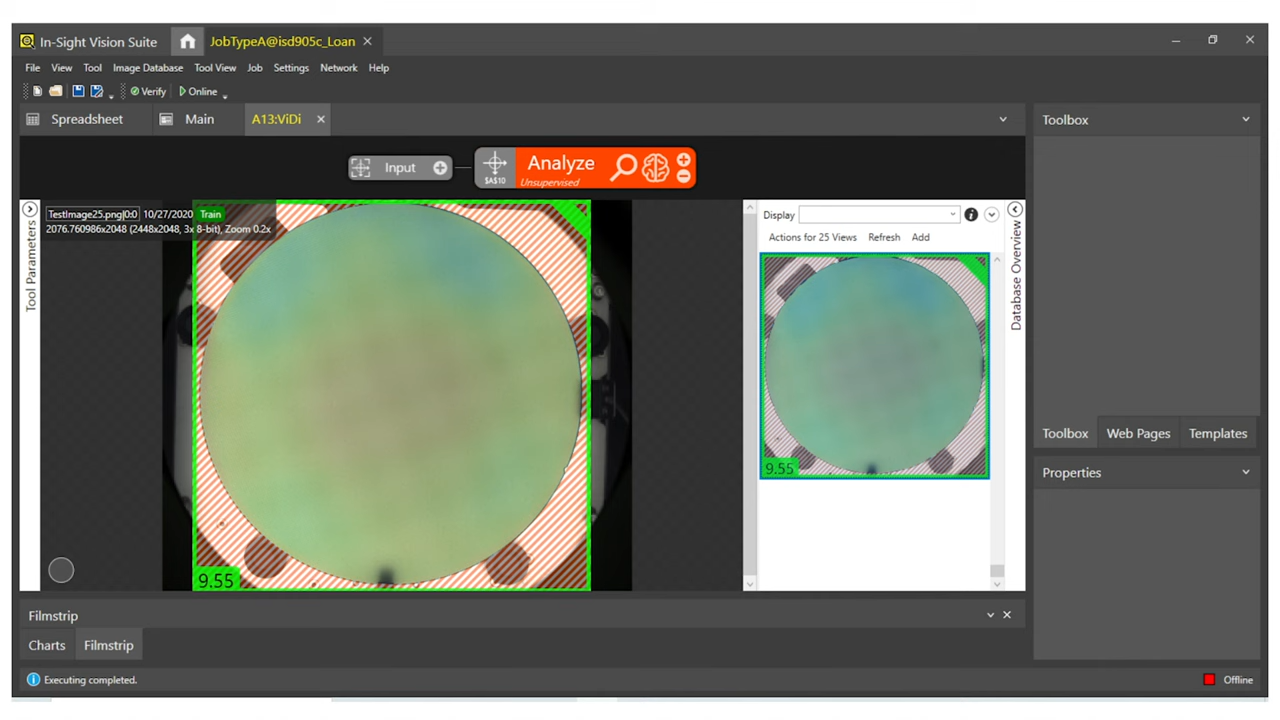 In-Sight Vision Suite
JobTypeA@isd905c_Loan
File View Tool Image Database Tool View Job Settings Network Help
Verify Online
Spreadsheet Main A13:ViDi
Toolbox
Input
Analyze
Unsupervised
$A$10
Tool Parameters
TestImage25.png|0:0 10/27/2020 Train
2076.760986x2048 (2448x2048, 3x 8-bit), Zoom 0.2x
9.55
Display
Actions for 25 Views Refresh Add
9.55
Database Overview
Toolbox Web Pages Templates
Properties
Filmstrip
Charts Filmstrip
Executing completed.
Offline